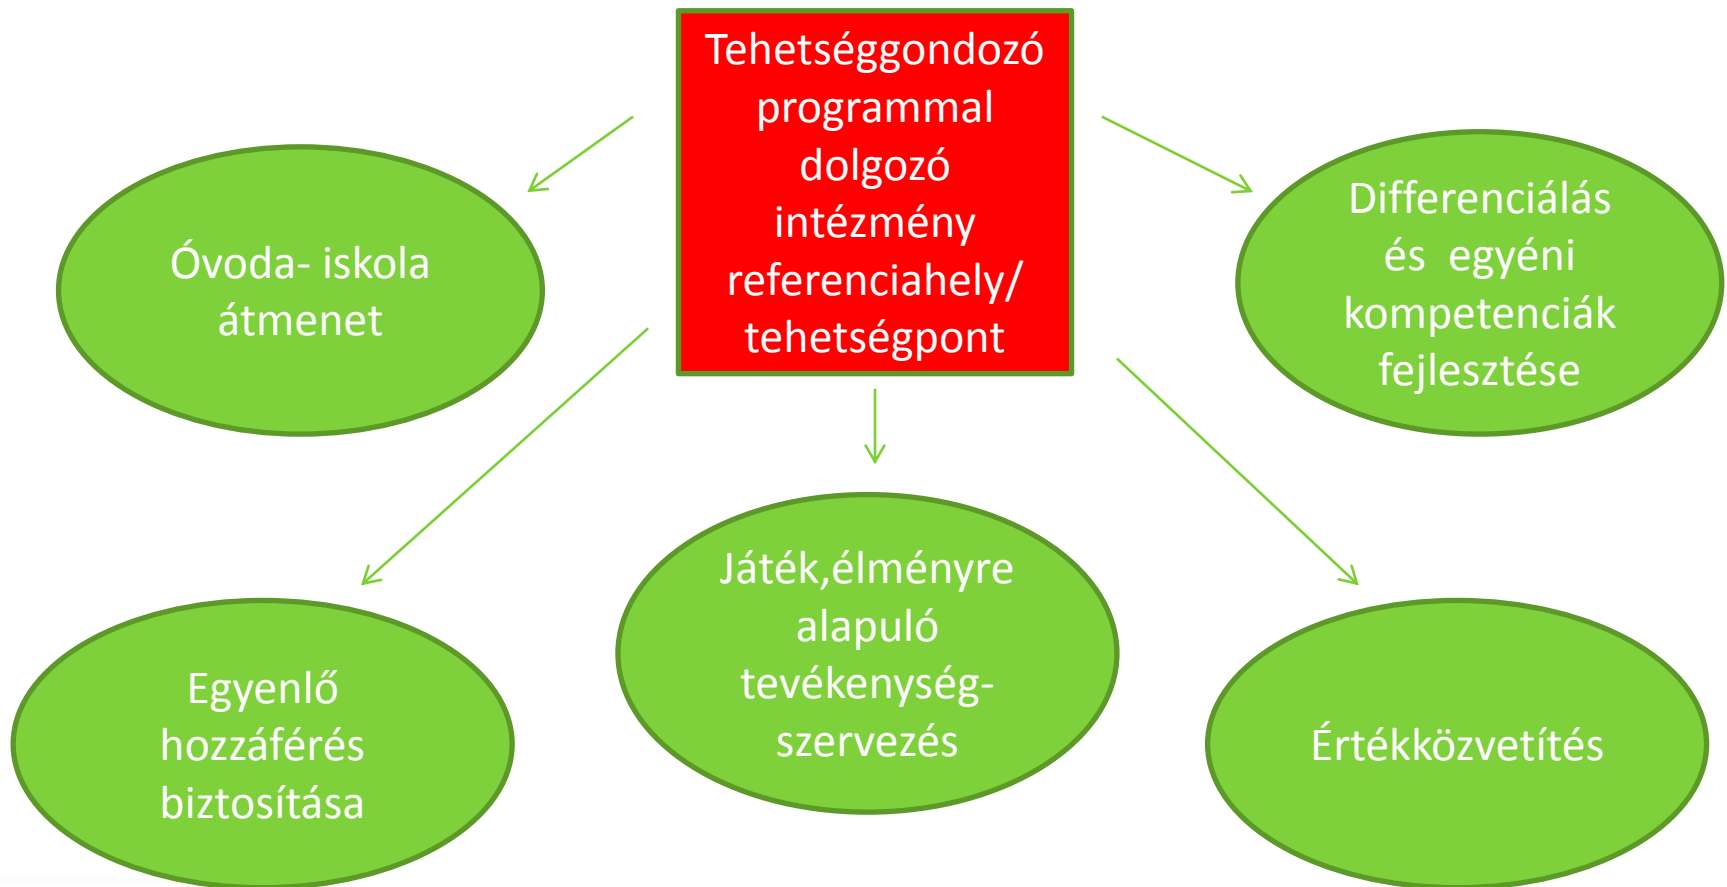 Tehetséggondozó
programmal
dolgozó
intézmény
referenciahely/
tehetségpont
Óvoda- iskola
átmenet
Differenciálás
és  egyéni
kompetenciák
fejlesztése
Egyenlő
hozzáférés
biztosítása
Játék,élményre
alapuló
tevékenység-
szervezés
Értékközvetítés